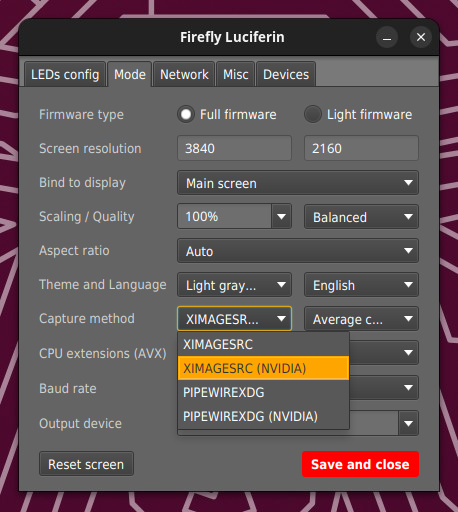 Firefly Luciferin
LEDs config Mode Network Misc Devices
Firmware type Full firmware Light firmware
Screen resolution 3840 2160
Bind to display Main screen
Scaling / Quality 100% Balanced
Aspect ratio Auto
Theme and Language Light gray... English
Capture method XIMAGESR... Average c...
XIMAGESRC
CPU extensions (AVX)
XIMAGESRC (NVIDIA)
Baud rate PIPEWIREXDG
PIPEWIREXDG (NVIDIA)
Output device
Reset screen Save and close